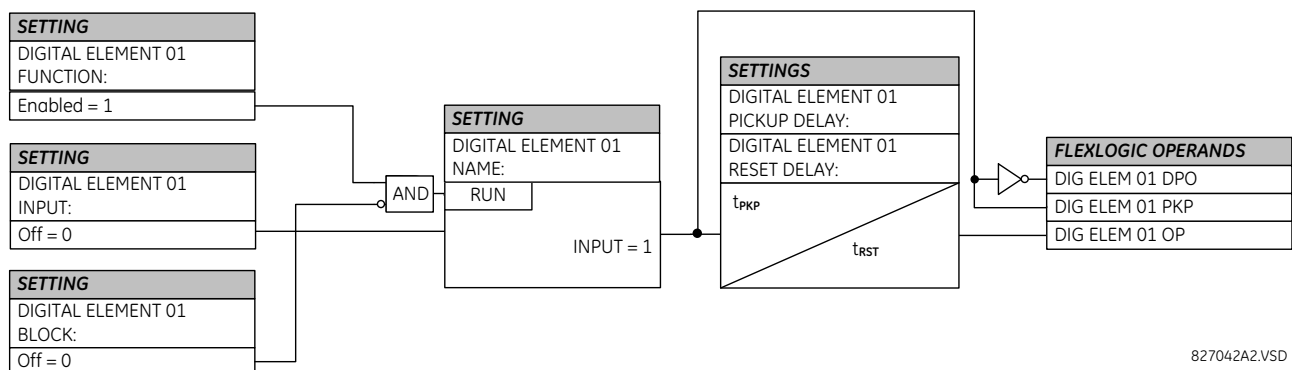 SETTING
DIGITAL ELEMENT 01
FUNCTION:
Enabled = 1
SETTING
DIGITAL ELEMENT 01
INPUT:
Off = 0
SETTING
DIGITAL ELEMENT 01
BLOCK:
Off = 0
AND
SETTING
DIGITAL ELEMENT 01
NAME:
RUN
INPUT = 1
SETTINGS
DIGITAL ELEMENT 01
PICKUP DELAY:
DIGITAL ELEMENT 01
RESET DELAY:
tPKP
tRST
FLEXLOGIC OPERANDS
DIG ELEM 01 DPO
DIG ELEM 01 PKP
DIG ELEM 01 OP
827042A2.VSD